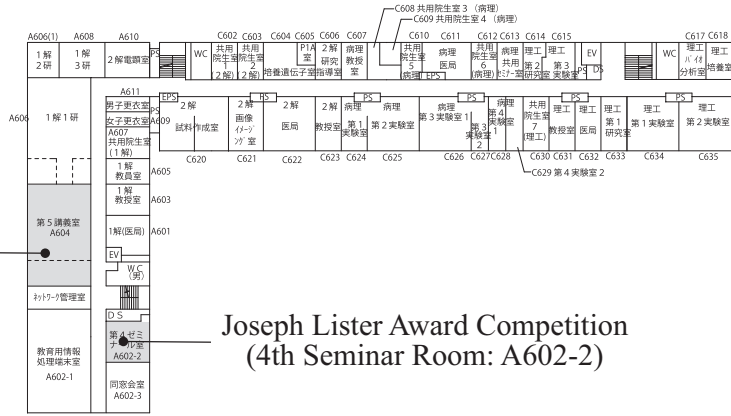 C608 共用院生室 3 （病理）
C609 共用院生室 4 （病理）
A606(1) A608 A610
C602 C603 C604 C605 C606 C607 C610 C611 C612 C613 C614 C615 C617 C618
1 解
2 研
1 解
3 研
2 解電顕室
PS
WC
共用
院生室
1
(2 解)
共用
院生室
2
(2 解)
培養遺伝子室
P1A
室
2 解
研究
指導室
病理
教授
室
共用
院生室
5
(病理)
病理
医局
EPS
共用
院生室
6
(病理)
病理
共用
セミナー室
理工
第 2
研究室
理工
第 3
実験室
PS
EV
DS
WC
理工
バイオ
分析室
理工
培養室
A606
1 解 1 研
A611
男子更衣室
女子更衣室
PS
A609
A607
共用院生室
(1 解)
1 解
教員室
A605
1 解
教授室
A603
1 解(医局)
A601
EV
WC
(男)
EPS
PS
PS
PS
PS
PS
2 解
試料作成室
2 解
画像
イメージ
ング室
2 解
医局
2 解
教授室
病理
第 1
実験室
病理
第 2 実験室
病理
第 3 実験室 1
病理
第 3
実験室
2
病理
第 4
実験室
1
共用
院生室
7
(理工)
理工
教授室
理工
医局
理工
第 1
研究室
理工
第 1 実験室
理工
第 2 実験室
C620 C621 C622 C623 C624 C625 C626 C627 C628 C630 C631 C632 C633 C634 C635
C629 第 4 実験室 2
第 5 講義室
A604
ネットワーク管理室
DS
教育用情報
処理端末室
A602-1
第 4 ゼミ
ナール室
A602-2
同窓会室
A602-3
Joseph Lister Award Competition
(4th Seminar Room: A602-2)